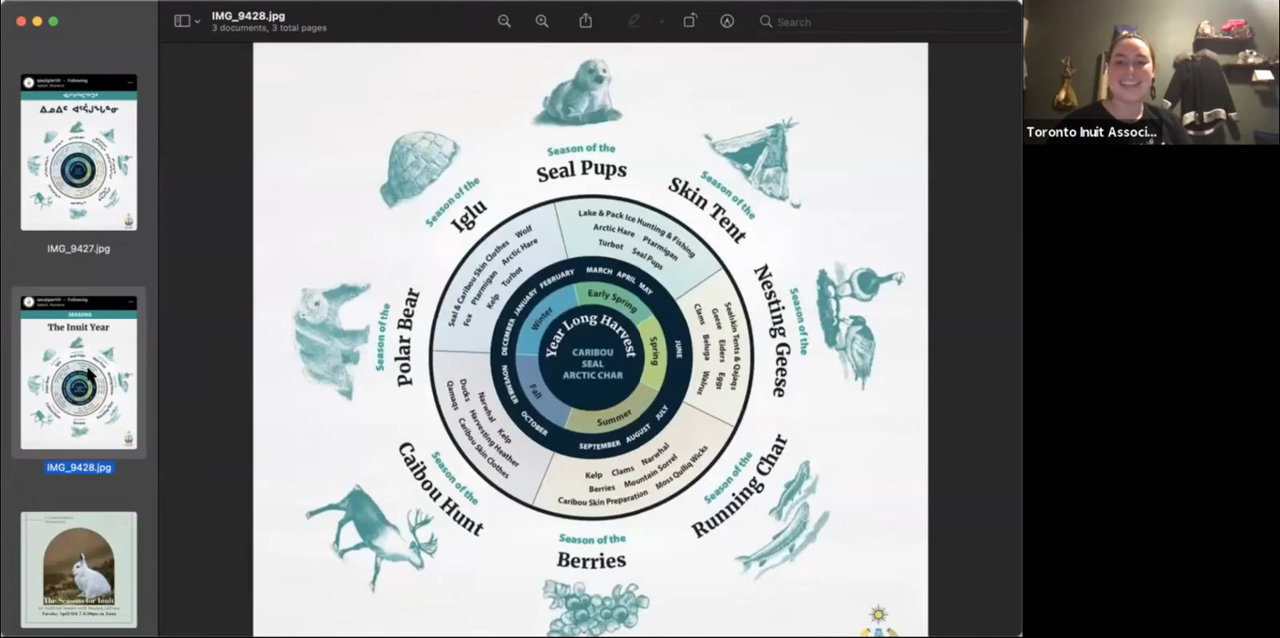 IMG_9428.jpg
3 documents, 3 total pages
Search
Toronto Inuit Associ...
IMG_9427.jpg
SEASONS
The Inuit Year
IMG_9428.jpg
The Seasons for Inuit
Season of the
Seal Pups
Season of the
Skin Tent
Season of the
Nesting Geese
Season of the
Running Char
Season of the
Berries
Season of the
Caibou Hunt
Season of the
Polar Bear
Season of the
Iglu
Lake & Pack Ice Hunting & Fishing
Arctic Hare Ptarmigan
Turbot Seal Pups
Sealskin Tents & Qajaqs
Geese Eiders Eggs
Clams Beluga Walrus
Kelp Clams Narwhal
Berries Mountain Sorrel
Caribou Skin Preparation Moss Qulliq Wicks
Ducks Narwhal Kelp
Qamaqs Harvesting Heather
Caribou Skin Clothes
Seal & Caribou Skin Clothes Wolf
Fox Ptarmigan Arctic Hare
Kelp Turbot
JANUARY FEBRUARY MARCH APRIL MAY JUNE JULY AUGUST SEPTEMBER OCTOBER NOVEMBER DECEMBER
Winter
Early Spring
Spring
Summer
Fall
Year Long Harvest
CARIBOU
SEAL
ARCTIC CHAR